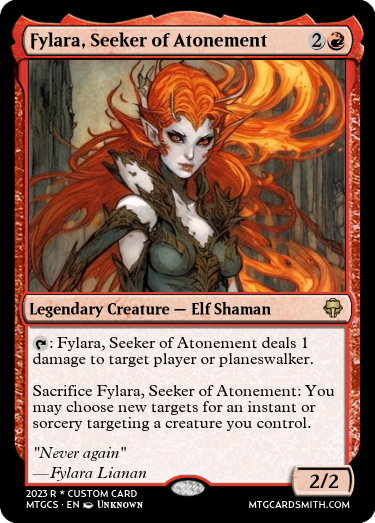 Fylara, Seeker of Atonement 2
Legendary Creature — Elf Shaman
: Fylara, Seeker of Atonement deals 1
damage to target player or planeswalker.
Sacrifice Fylara, Seeker of Atonement: You
may choose new targets for an instant or
sorcery targeting a creature you control.
"Never again"
—Fylara Lianan
2/2
2023 R * CUSTOM CARD
MTGCS • EN Unknown
MTGCARDSMITH.COM